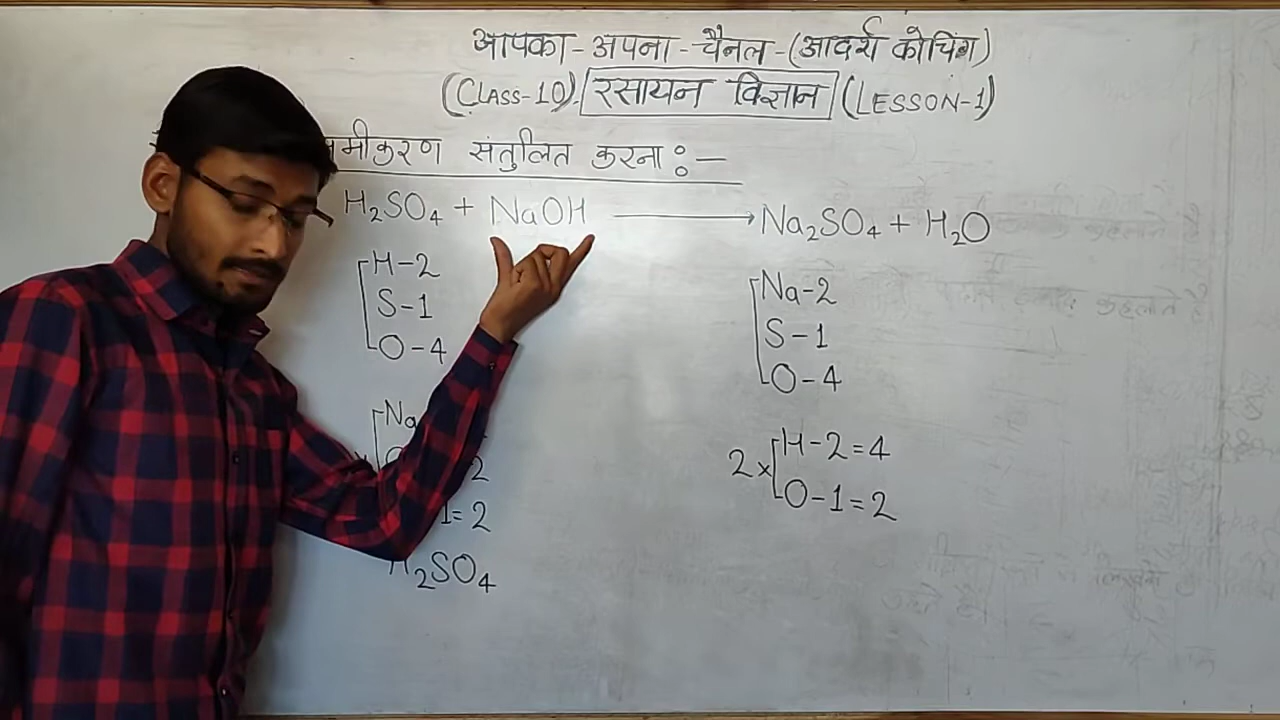 आपका - अपना - चैनल - (आदर्श कोचिंग)
(CLASS-10) रसायन विज्ञान (LESSON-1)
समीकरण संतुलित करना : —
H₂SO₄ + NaOH ⟶ Na₂SO₄ + H₂O
H-2
S-1
O-4
Na
2
1=2
H₂SO₄
Na-2
S-1
O-4
2 × H-2=4
O-1=2